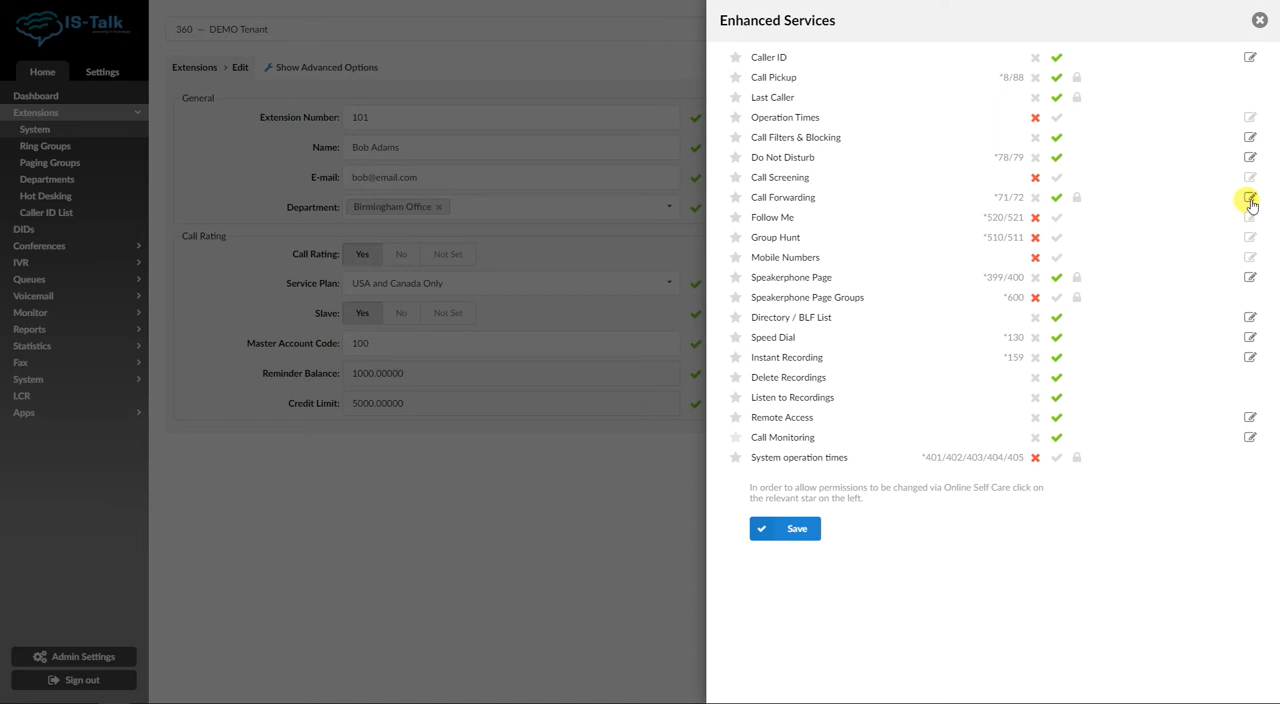 IS-Talk
Home
Settings
Dashboard
Extensions
System
Ring Groups
Paging Groups
Departments
Hot Desking
Caller ID List
DIDs
Conferences
IVR
Queues
Voicemail
Monitor
Reports
Statistics
Fax
System
LCR
Apps
Admin Settings
Sign out
360 — DEMO Tenant
Extensions > Edit Show Advanced Options
General
Extension Number: 101
Name: Bob Adams
E-mail: bob@email.com
Department: Birmingham Office
Call Rating
Call Rating: Yes No Not Set
Service Plan: USA and Canada Only
Slave: Yes No Not Set
Master Account Code: 100
Reminder Balance: 1000.00000
Credit Limit: 5000.00000
Enhanced Services
Caller ID
Call Pickup *8/88
Last Caller
Operation Times
Call Filters & Blocking
Do Not Disturb *78/79
Call Screening
Call Forwarding *71/72
Follow Me *520/521
Group Hunt *510/511
Mobile Numbers
Speakerphone Page *399/400
Speakerphone Page Groups *600
Directory / BLF List
Speed Dial *130
Instant Recording *159
Delete Recordings
Listen to Recordings
Remote Access
Call Monitoring
System operation times *401/402/403/404/405
In order to allow permissions to be changed via Online Self Care click on
the relevant star on the left.
Save